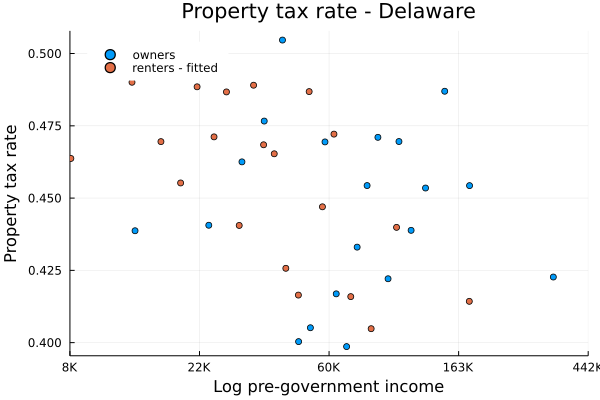 Property tax rate - Delaware
owners
renters - fitted
0.500
0.475
0.450
0.425
0.400
Property tax rate
8K
22K
60K
163K
442K
Log pre-government income